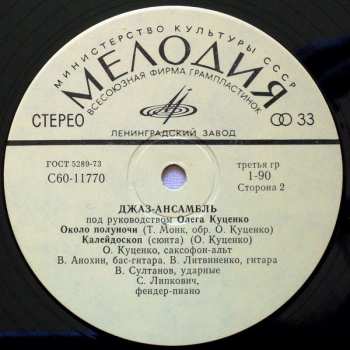 МИНИСТЕРСТВО КУЛЬТУРЫ СССР
МЕЛОДИЯ
ВСЕСОЮЗНАЯ ФИРМА ГРАМПЛАСТИНОК
СТЕРЕО
33
ЛЕНИНГРАДСКИЙ ЗАВОД
ГОСТ 5289-73
С60-11770
третья гр
1-90
Сторона 2
ДЖАЗ-АНСАМБЛЬ
под руководством Олега Куценко
Около полуночи (Т. Монк, обр. О. Куценко)
Калейдоскоп (сюита) (О. Куценко)
О. Куценко, саксофон-альт
В. Анохин, бас-гитара. В. Литвиненко, гитара
В. Султанов, ударные
С. Липкович,
фендер-пиано